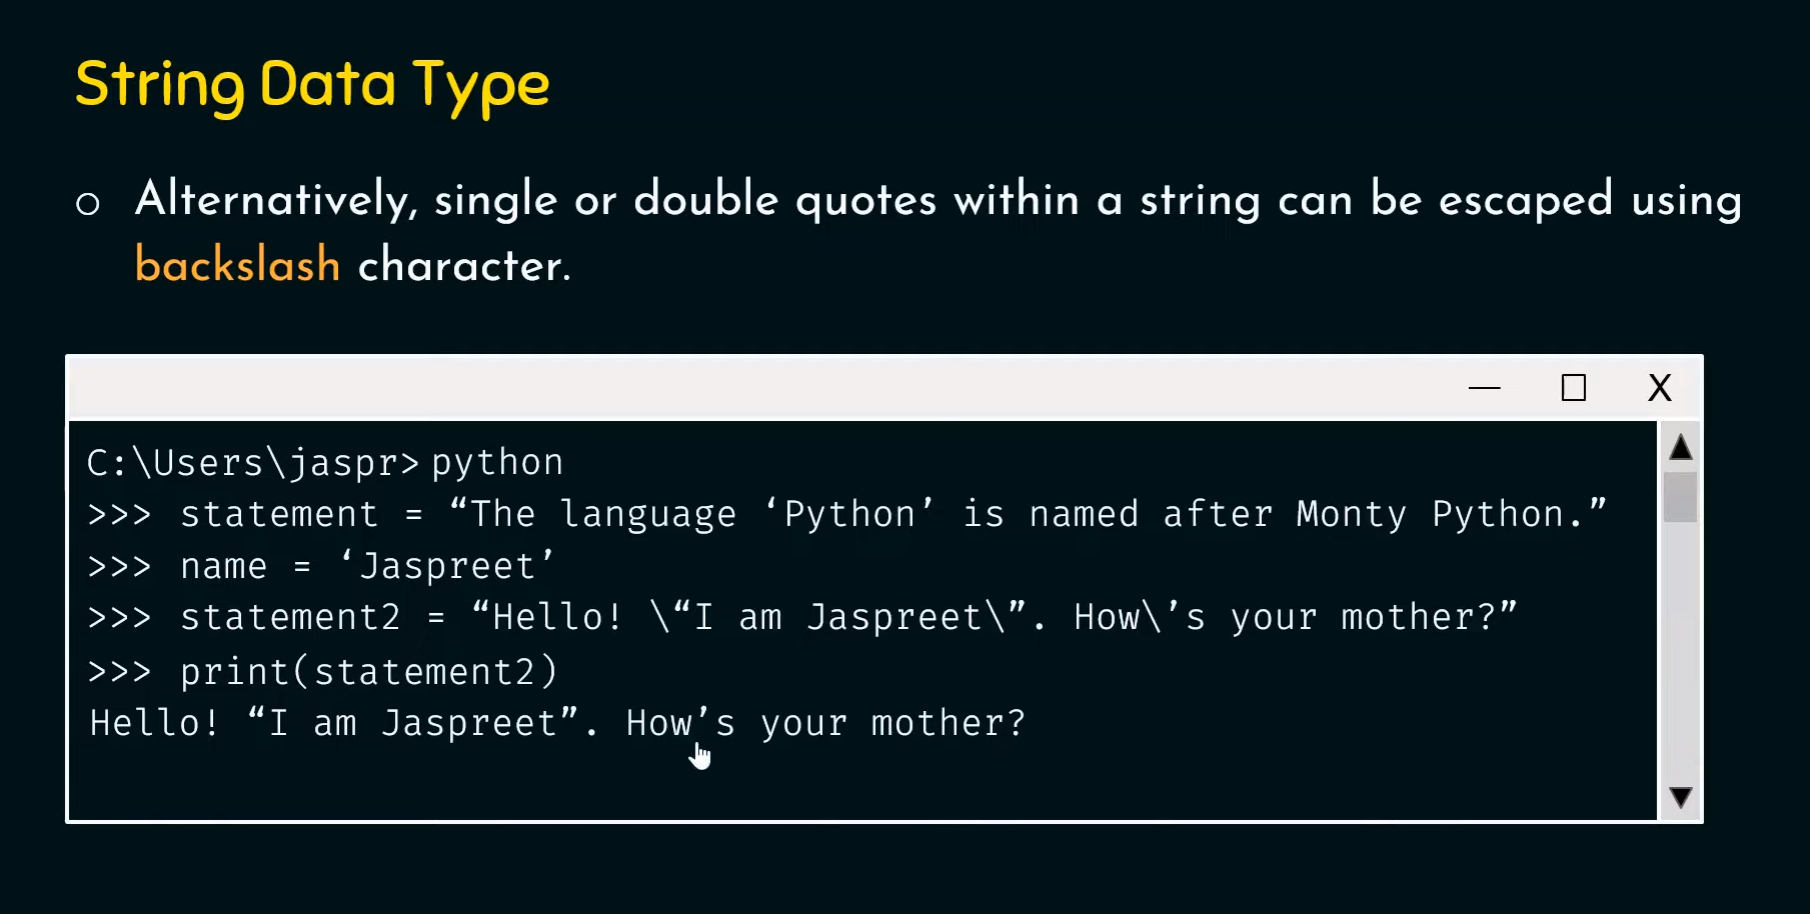 String Data Type
○ Alternatively, single or double quotes within a string can be escaped using
backslash character.
— □ X
C:\Users\jaspr> python
>>> statement = “The language ‘Python’ is named after Monty Python.”
>>> name = ‘Jaspreet’
>>> statement2 = “Hello! \“I am Jaspreet\”. How\’s your mother?”
>>> print(statement2)
Hello! “I am Jaspreet”. How’s your mother?